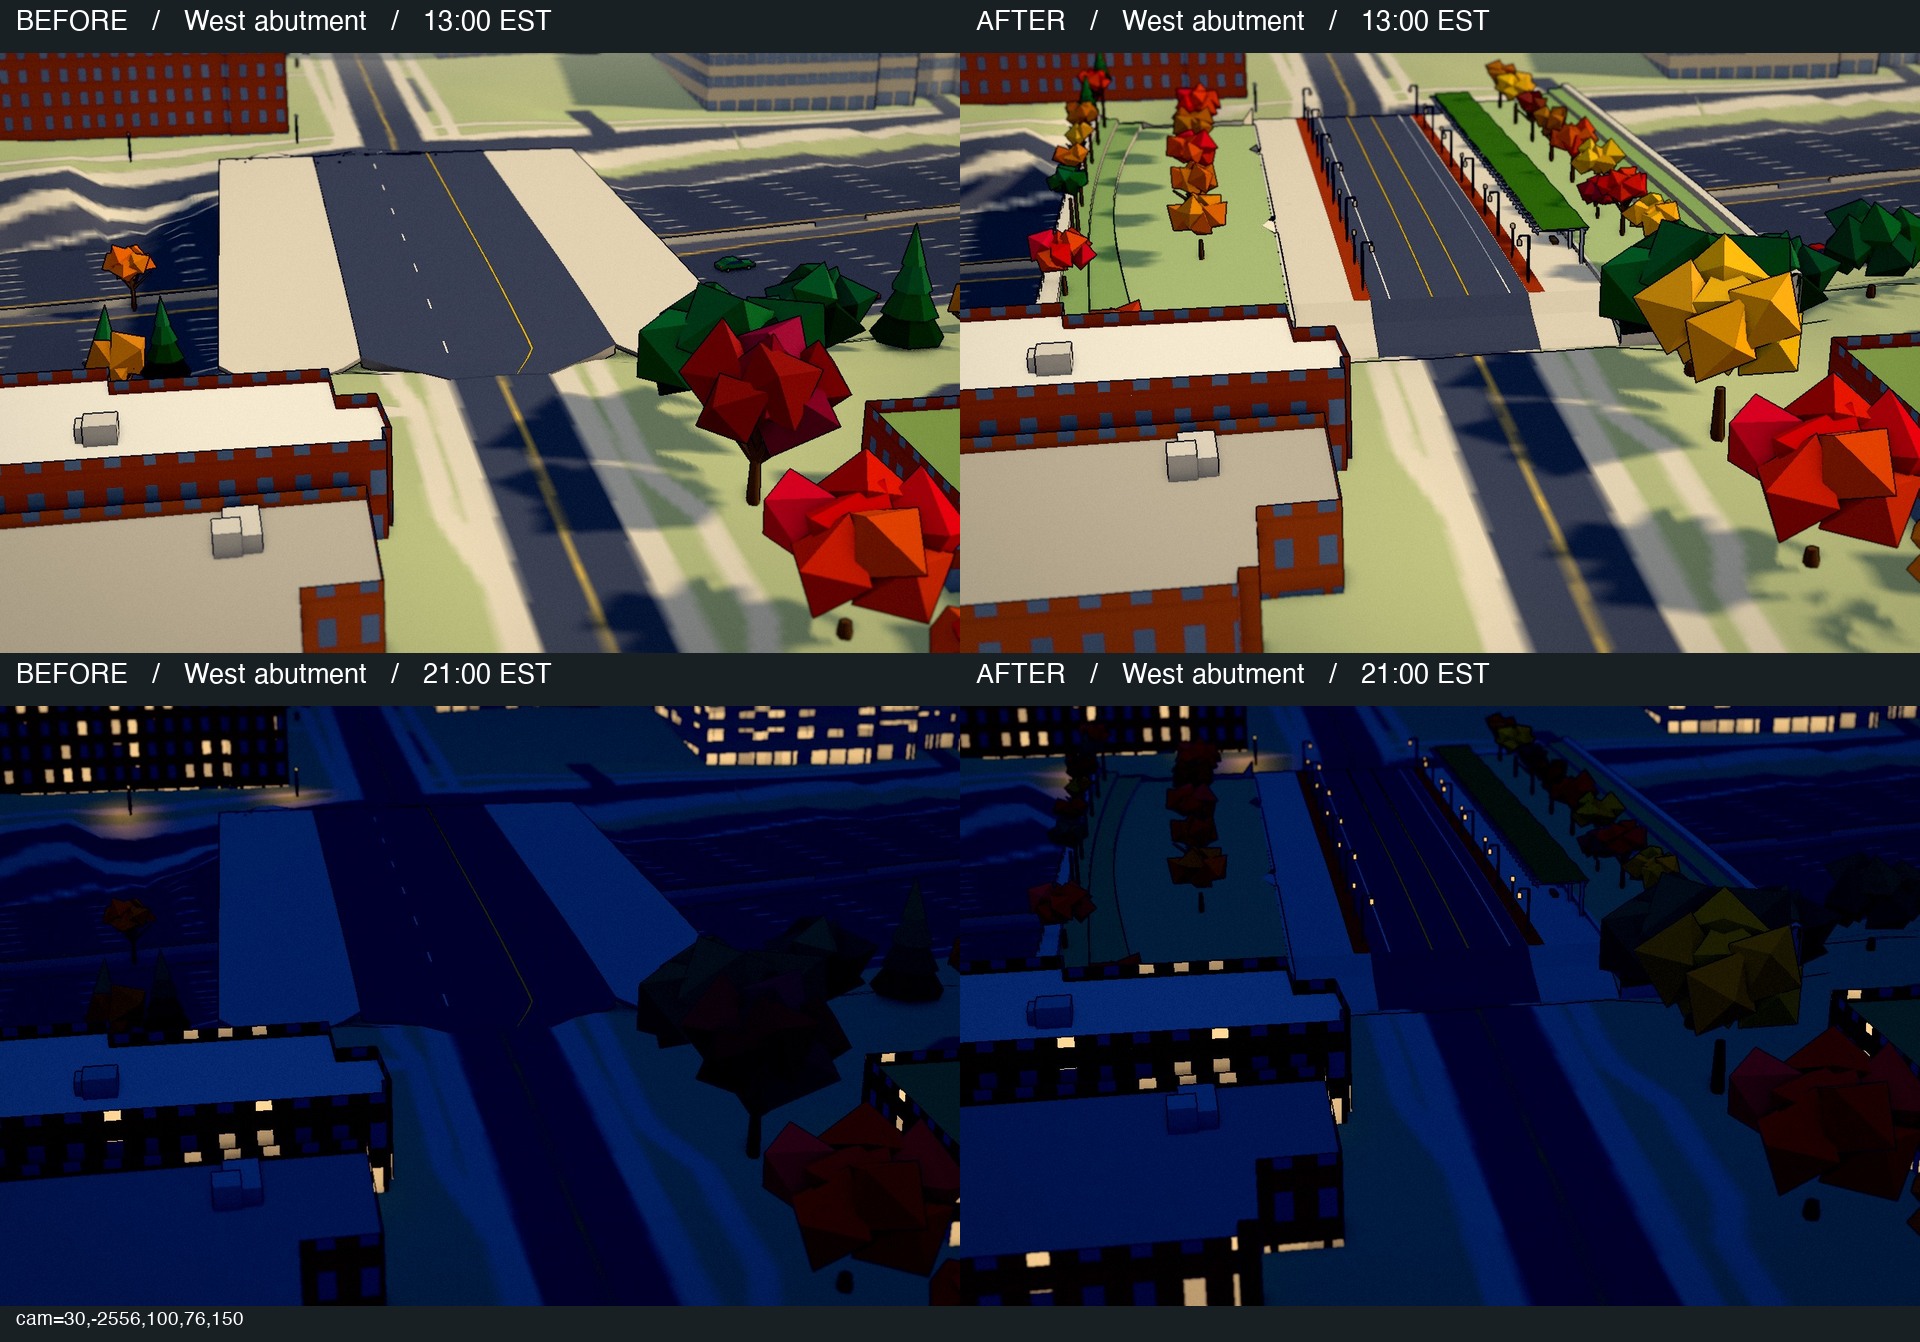 BEFORE / West abutment / 13:00 EST
AFTER / West abutment / 13:00 EST
BEFORE / West abutment / 21:00 EST
AFTER / West abutment / 21:00 EST
cam=30,-2556,100,76,150